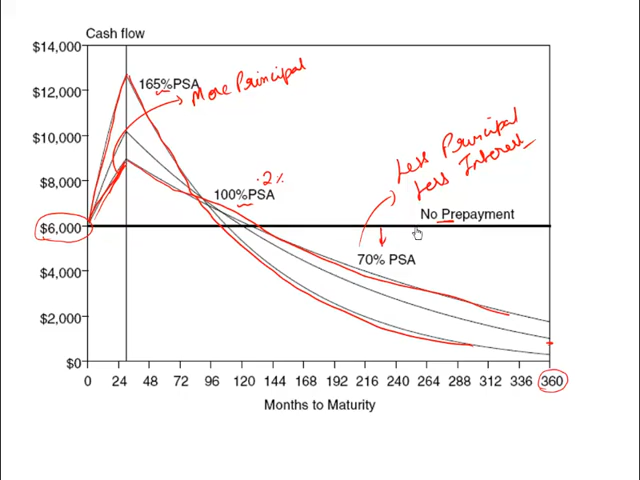 Cash flow
$14,000
$12,000
$10,000
$8,000
$6,000
$4,000
$2,000
$0
165%PSA
More Principal
Less Principal
Less Interest
.2%
100%PSA
No Prepayment
70% PSA
0 24 48 72 96 120 144 168 192 216 240 264 288 312 336 360
Months to Maturity